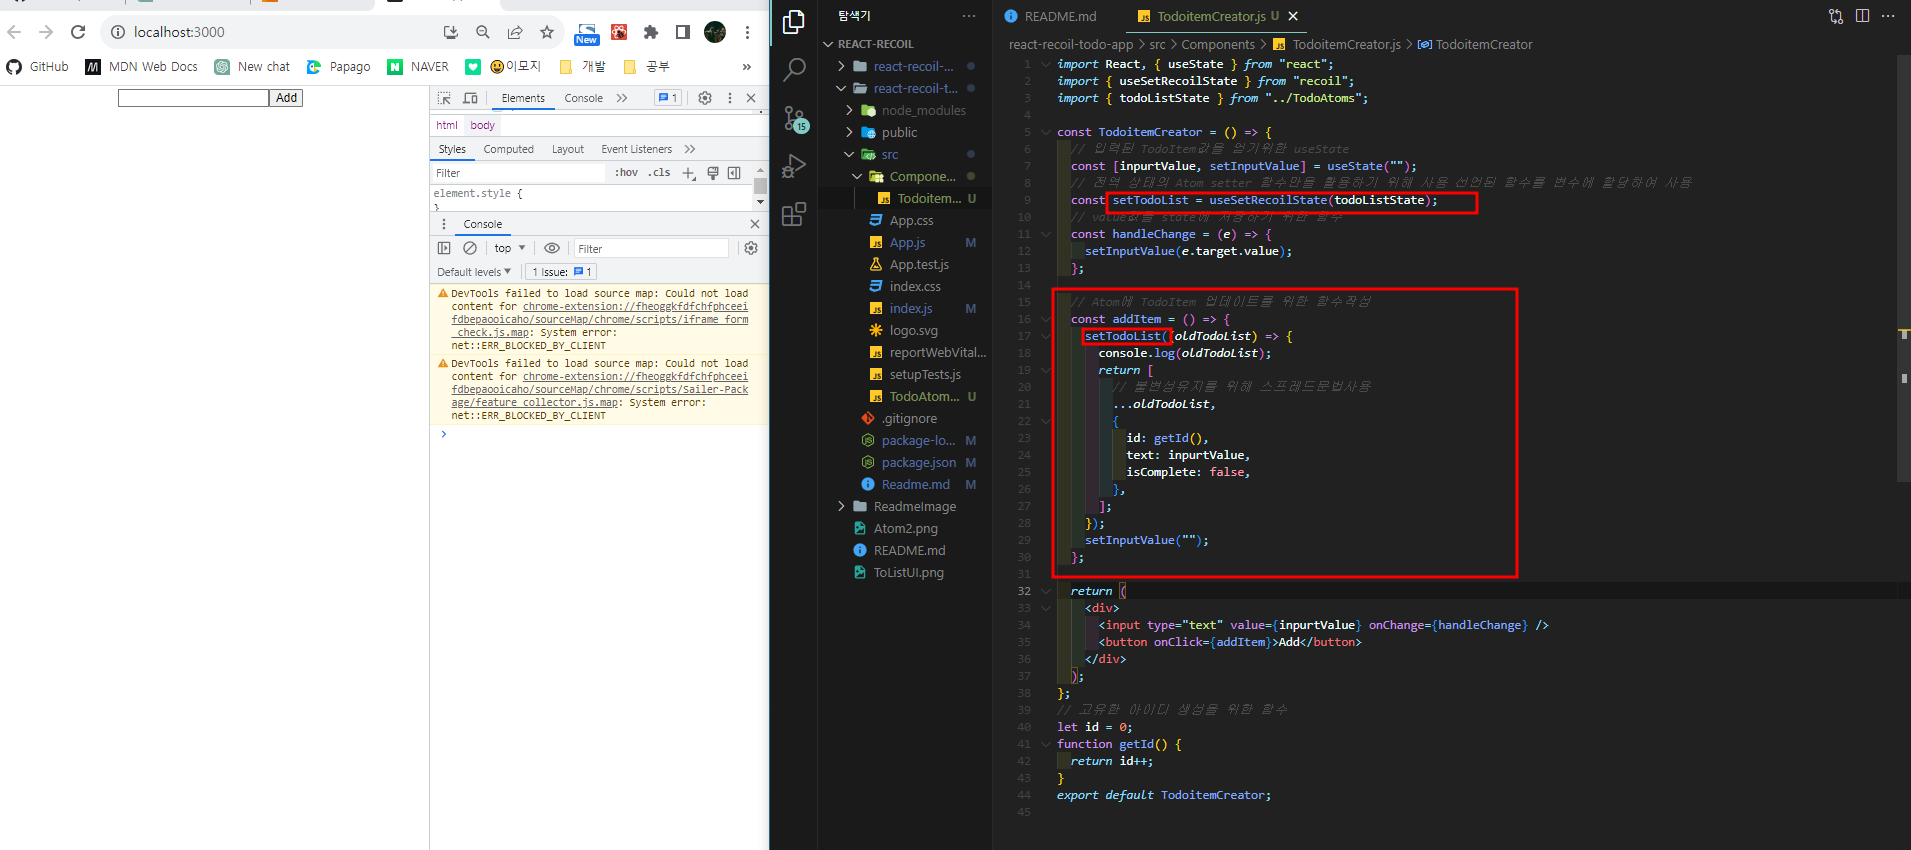 localhost:3000
New
GitHub
MDN Web Docs
New chat
Papago
NAVER
이모지
개발
공부
»
Add
Elements
Console
»
1
html
body
Styles
Computed
Layout
Event Listeners
»
Filter
:hov
.cls
element.style {
}
Console
top
Filter
Default levels
1 Issue:
1
DevTools failed to load source map: Could not load
content for chrome-extension://fheoggkfdfchfphceei
fdbepaooicaho/sourceMap/chrome/scripts/iframe_form
_check.js.map: System error:
net::ERR_BLOCKED_BY_CLIENT
DevTools failed to load source map: Could not load
content for chrome-extension://fheoggkfdfchfphceei
fdbepaooicaho/sourceMap/chrome/scripts/Sailer-Pack
age/feature_collector.js.map: System error:
net::ERR_BLOCKED_BY_CLIENT
15
탐색기
REACT-RECOIL
react-recoil-...
react-recoil-t...
node_modules
public
src
Compone...
Todoitem... U
App.css
App.js M
App.test.js
index.css
index.js M
logo.svg
reportWebVital...
setupTests.js
TodoAtom... U
.gitignore
package-lo... M
package.json M
Readme.md M
ReadmeImage
Atom2.png
README.md
ToListUI.png
README.md
TodoitemCreator.js U
react-recoil-todo-app > src > Components > TodoitemCreator.js > TodoitemCreator
1 import React, { useState } from "react";
2 import { useSetRecoilState } from "recoil";
3 import { todoListState } from "../TodoAtoms";
4
5 const TodoitemCreator = () => {
6 // 입력된 TodoItem값을 얻기위한 useState
7 const [inpurtValue, setInputValue] = useState("");
8 // 전역 상태의 Atom setter 함수만을 활용하기 위해 사용 선언된 함수를 변수에 할당하여 사용
9 const setTodoList = useSetRecoilState(todoListState);
10 // value값을 state에 저장하기 위한 함수
11 const handleChange = (e) => {
12 setInputValue(e.target.value);
13 };
14
15 // Atom에 TodoItem 업데이트를 위한 함수작성
16 const addItem = () => {
17 setTodoList((oldTodoList) => {
18 console.log(oldTodoList);
19 return [
20 // 불변성유지를 위해 스프레드문법사용
21 ...oldTodoList,
22 {
23 id: getId(),
24 text: inpurtValue,
25 isComplete: false,
26 },
27 ];
28 });
29 setInputValue("");
30 };
31
32 return (
33 <div>
34 <input type="text" value={inpurtValue} onChange={handleChange} />
35 <button onClick={addItem}>Add</button>
36 </div>
37 );
38 };
39 // 고유한 아이디 생성을 위한 함수
40 let id = 0;
41 function getId() {
42 return id++;
43 }
44 export default TodoitemCreator;
45